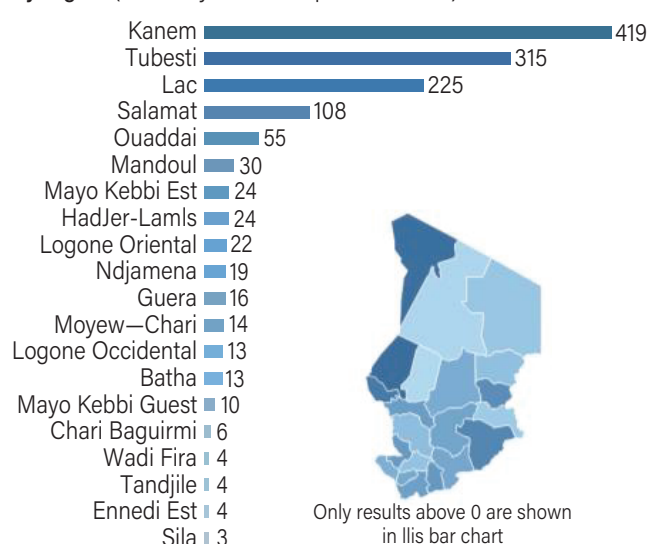 Kanem 419
Tubesti 315
Lac 225
Salamat 108
Ouaddai 55
Mandoul 30
Mayo Kebbi Est 24
HadJer-Lamls 24
Logone Oriental 22
Ndjamena 19
Guera 16
Moyew—Chari 14
Logone Occidental 13
Batha 13
Mayo Kebbi Guest 10
Chari Baguirmi 6
Wadi Fira 4
Tandjile 4
Ennedi Est 4
Sila 3
Only results above 0 are shown
in llis bar chart